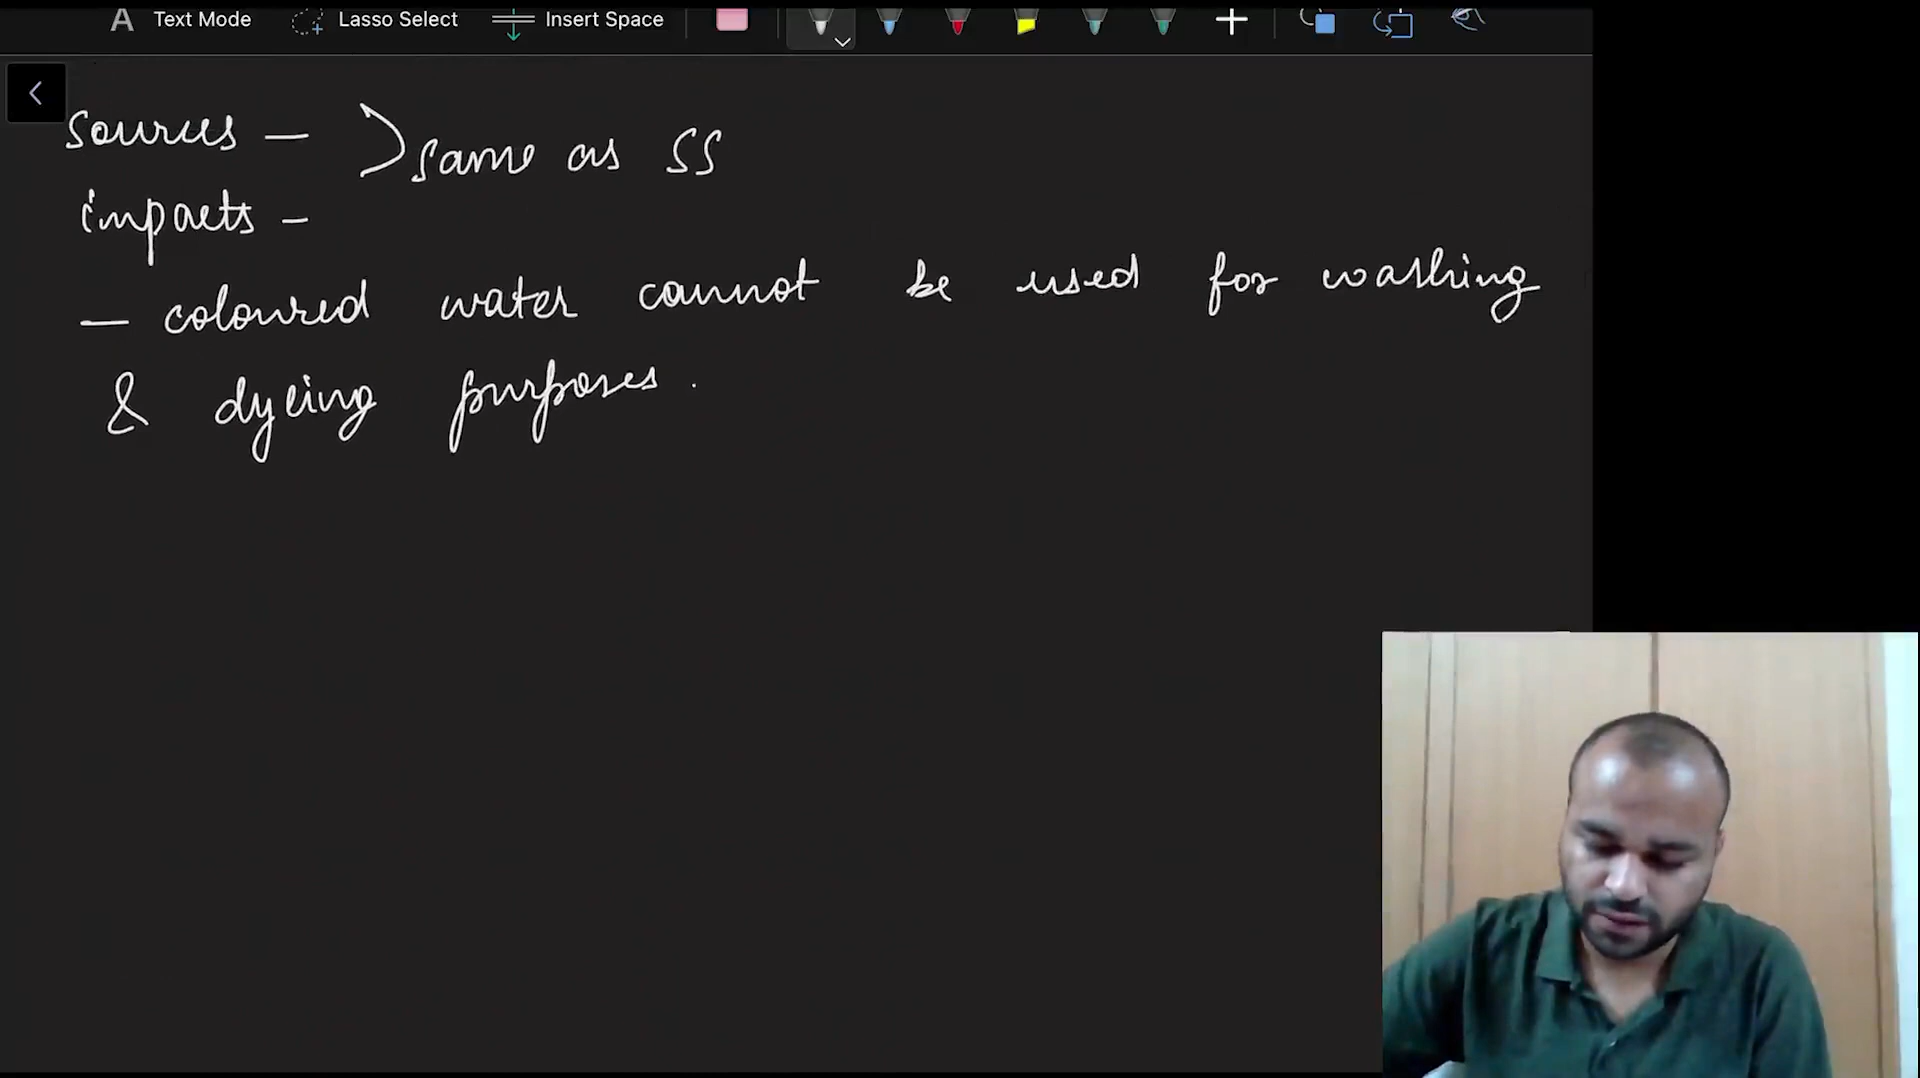 Text Mode Lasso Select Insert Space
sources - > same as SS
impacts -
- coloured water cannot be used for washing
& dyeing purposes.